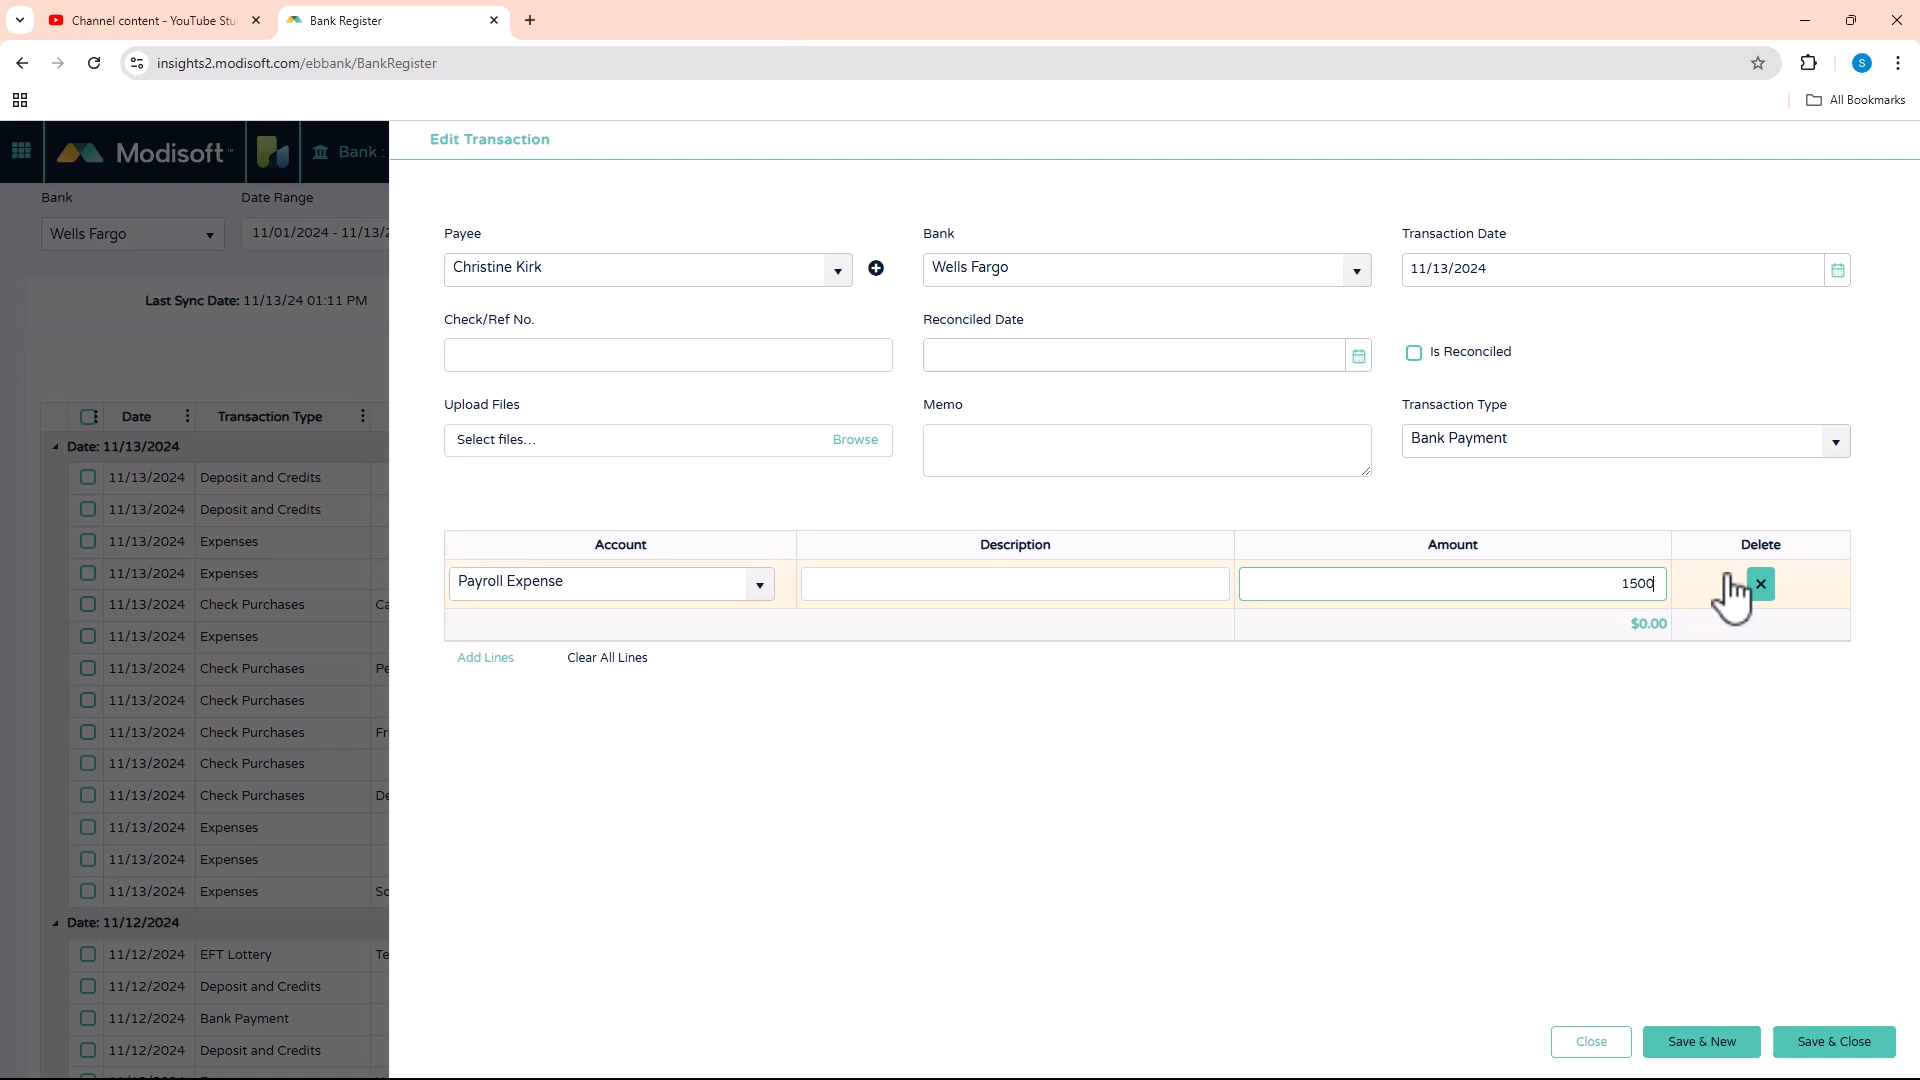 Channel content - YouTube Stu
Bank Register
insights2.modisoft.com/ebbank/BankRegister
S
All Bookmarks
Modisoft™
Bank :
Edit Transaction
Bank
Date Range
Wells Fargo
11/01/2024 - 11/13/2
Last Sync Date: 11/13/24 01:11 PM
Date
Transaction Type
Date: 11/13/2024
11/13/2024 Deposit and Credits
11/13/2024 Deposit and Credits
11/13/2024 Expenses
11/13/2024 Expenses
11/13/2024 Check Purchases Ca
11/13/2024 Expenses
11/13/2024 Check Purchases Pe
11/13/2024 Check Purchases
11/13/2024 Check Purchases Fr
11/13/2024 Check Purchases
11/13/2024 Check Purchases De
11/13/2024 Expenses
11/13/2024 Expenses
11/13/2024 Expenses Sc
Date: 11/12/2024
11/12/2024 EFT Lottery Te
11/12/2024 Deposit and Credits
11/12/2024 Bank Payment
11/12/2024 Deposit and Credits
Payee
Bank
Transaction Date
Christine Kirk
Wells Fargo
11/13/2024
Check/Ref No.
Reconciled Date
Is Reconciled
Upload Files
Memo
Transaction Type
Select files...
Browse
Bank Payment
Account
Description
Amount
Delete
Payroll Expense
1500
$0.00
Add Lines
Clear All Lines
Close
Save & New
Save & Close